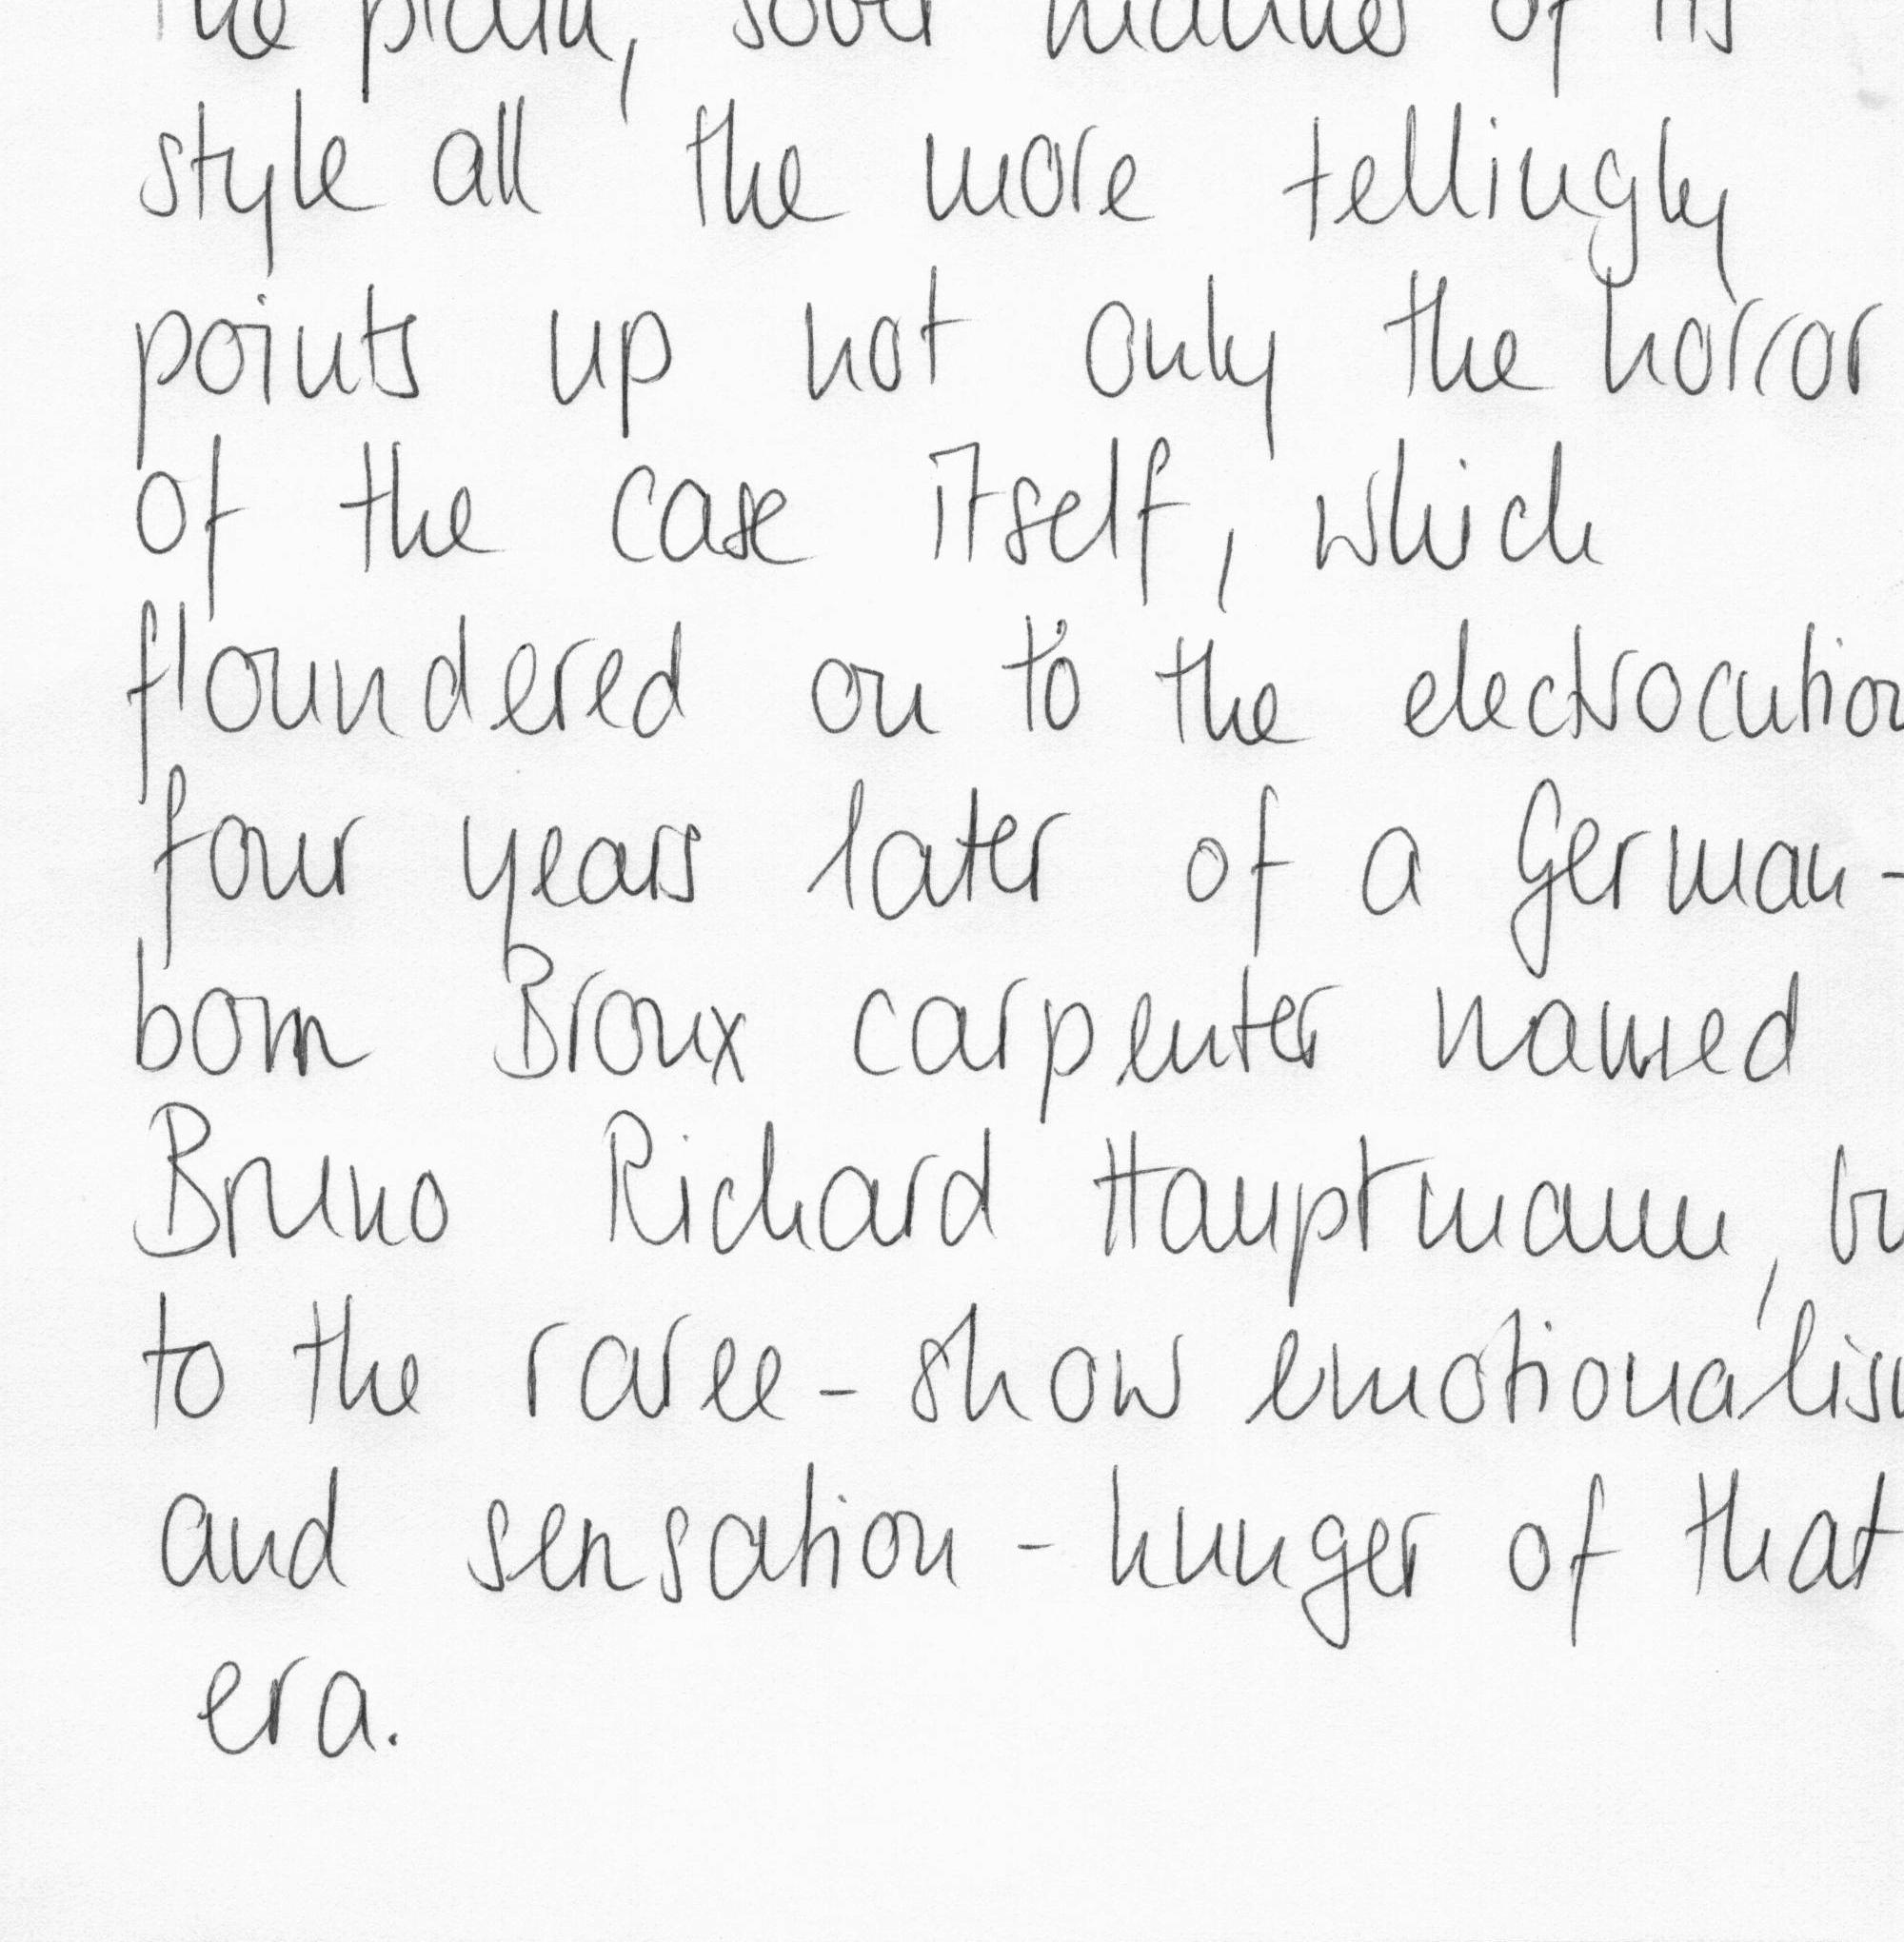 the plain, sober manner of its
style all the more tellingly
points up not only the horror
of the case itself, which
floundered on to the electrocution
four years later of a German-
born Bronx carpenter named
Bruno Richard Hauptmann,
to the raree-show
and sensation-hunger of that
era.